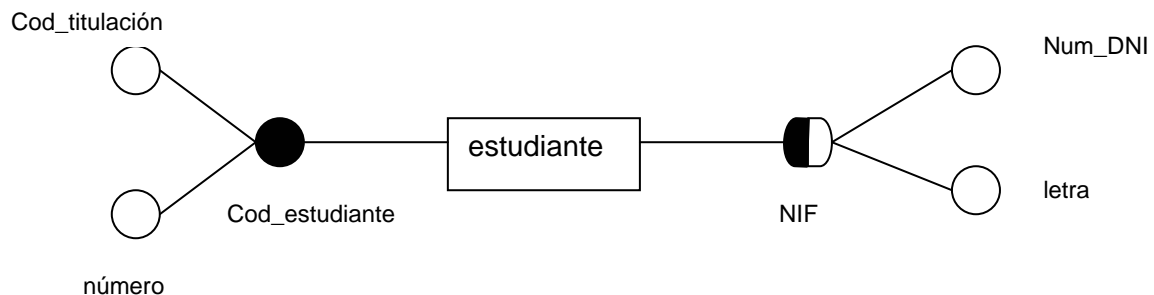 Cod_titulación
Num_DNI
estudiante
letra
Cod_estudiante
NIF
número